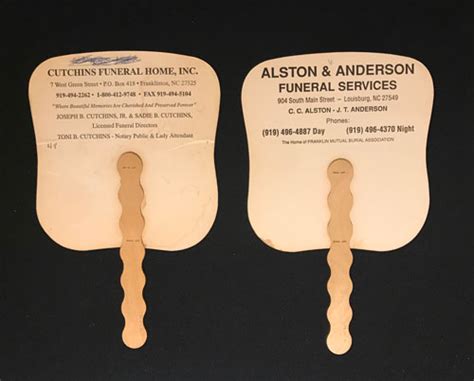 CUTCHINS FUNERAL HOME, INC.
7 West Green Street • P.O. Box 418 • Franklinton, NC 27525
919-494-2262 • 1-800-412-9748 • FAX 919-494-5104
"Where Beautiful Memories Are Cherished And Preserved Forever"
JOSEPH B. CUTCHINS, JR. & SADIE B. CUTCHINS,
Licensed Funeral Directors
TONI B. CUTCHINS - Notary Public & Lady Attendant
ALSTON & ANDERSON
FUNERAL SERVICES
904 South Main Street – Louisburg, NC 27549
C. C. ALSTON - J. T. ANDERSON
Phones:
(919) 496-4887 Day (919) 496-4370 Night
The Home of FRANKLIN MUTUAL BURIAL ASSOCIATION